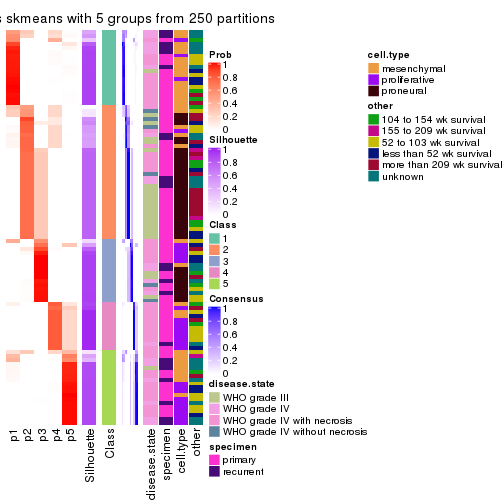 s skmeans with 5 groups from 250 partitions
Prob
1
0.8
0.6
0.4
0.2
0
Silhouette
1
0.8
0.6
0.4
0.2
0
Class
1
2
3
4
5
Consensus
1
0.8
0.6
0.4
0.2
0
disease.state
WHO grade III
WHO grade IV
WHO grade IV with necrosis
WHO grade IV without necrosis
specimen
primary
recurrent
cell.type
mesenchymal
proliferative
proneural
other
104 to 154 wk survival
155 to 209 wk survival
52 to 103 wk survival
less than 52 wk survival
more than 209 wk survival
unknown
p1
p2
p3
p4
p5
Silhouette
Class
disease.state
specimen
cell.type
other